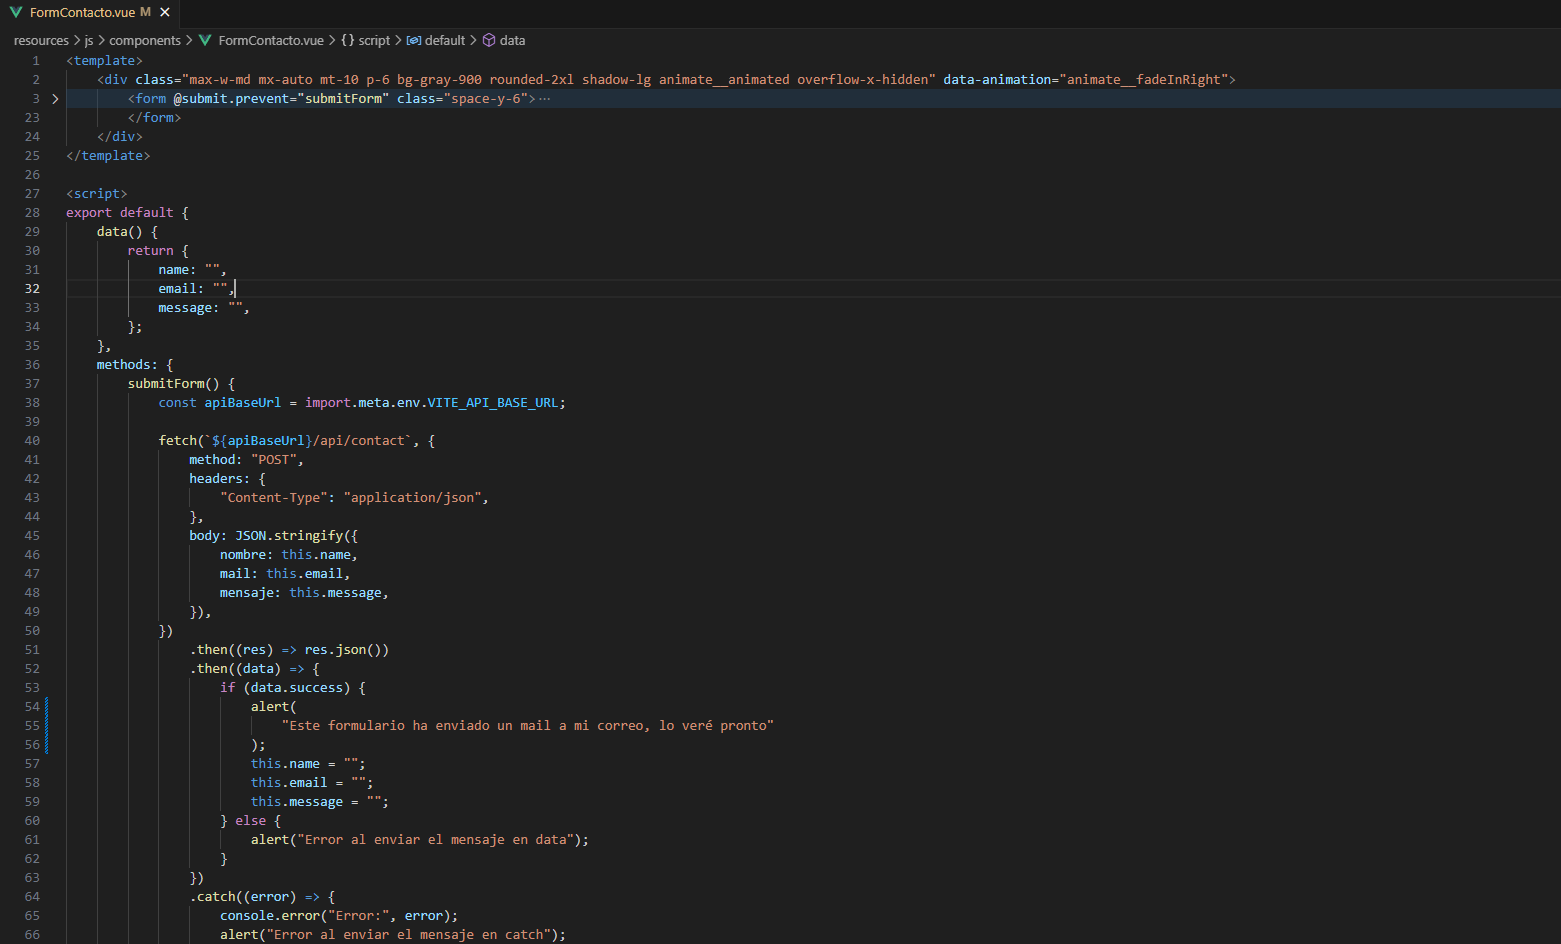 FormContacto.vue M ×
resources > js > components > FormContacto.vue > {} script > default > data
1 <template>
2 <div class="max-w-md mx-auto mt-10 p-6 bg-gray-900 rounded-2xl shadow-lg animate__animated overflow-x-hidden" data-animation="animate__fadeInRight">
3 > <form @submit.prevent="submitForm" class="space-y-6">···
23 </form>
24 </div>
25 </template>
26
27 <script>
28 export default {
29 data() {
30 return {
31 name: "",
32 email: "",
33 message: "",
34 };
35 },
36 methods: {
37 submitForm() {
38 const apiBaseUrl = import.meta.env.VITE_API_BASE_URL;
39
40 fetch(`${apiBaseUrl}/api/contact`, {
41 method: "POST",
42 headers: {
43 "Content-Type": "application/json",
44 },
45 body: JSON.stringify({
46 nombre: this.name,
47 mail: this.email,
48 mensaje: this.message,
49 }),
50 })
51 .then((res) => res.json())
52 .then((data) => {
53 if (data.success) {
54 alert(
55 "Este formulario ha enviado un mail a mi correo, lo veré pronto"
56 );
57 this.name = "";
58 this.email = "";
59 this.message = "";
60 } else {
61 alert("Error al enviar el mensaje en data");
62 }
63 })
64 .catch((error) => {
65 console.error("Error:", error);
66 alert("Error al enviar el mensaje en catch");